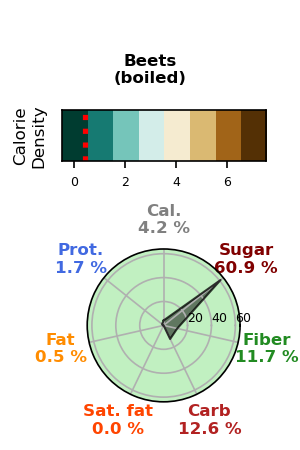 Beets
(boiled)
Calorie
Density
0 2 4 6
Cal.
4.2 %
Prot.
1.7 %
Sugar
60.9 %
20 40 60
Fat
0.5 %
Fiber
11.7 %
Sat. fat
0.0 %
Carb
12.6 %